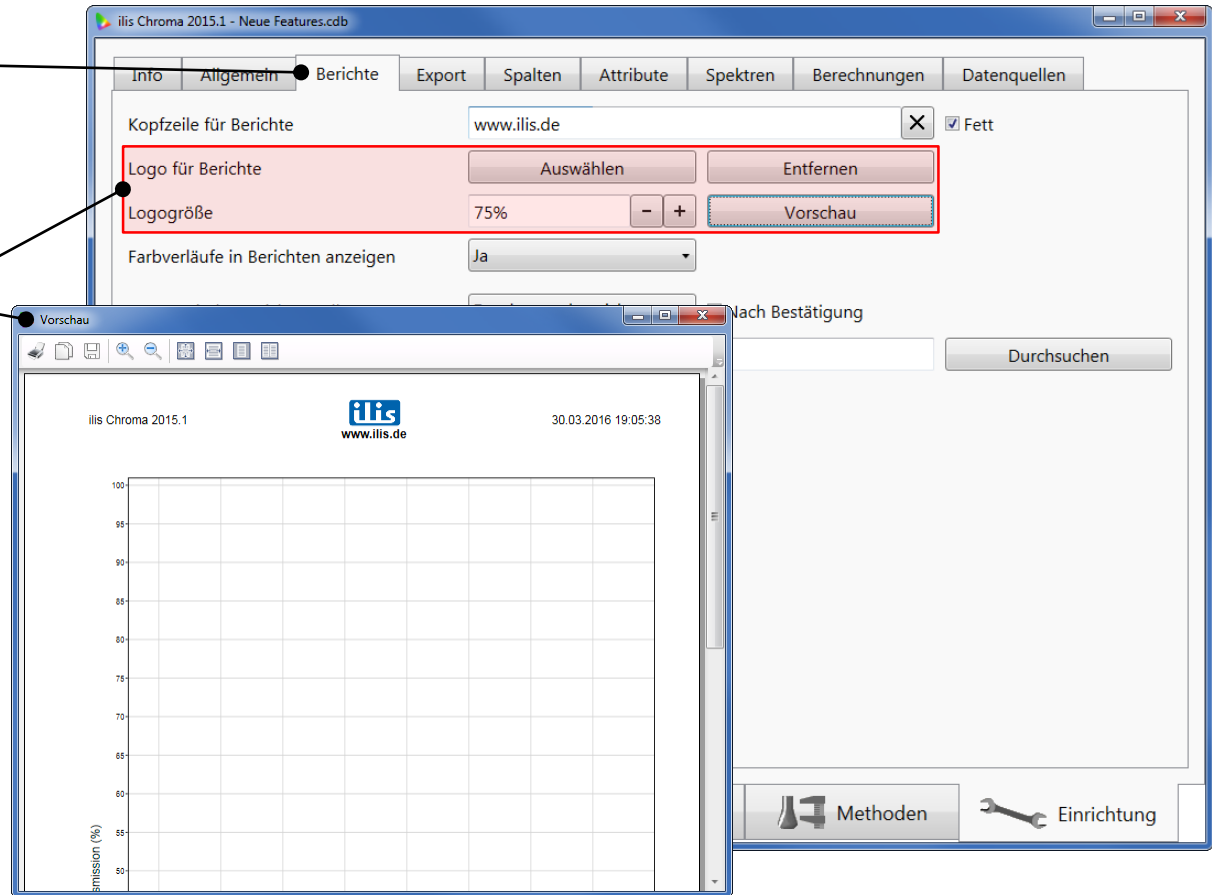 ilis Chroma 2015.1 - Neue Features.cdb
Info Allgemein Berichte Export Spalten Attribute Spektren Berechnungen Datenquellen
Kopfzeile für Berichte www.ilis.de Fett
Logo für Berichte Auswählen Entfernen
Logogröße 75% - + Vorschau
Farbverläufe in Berichten anzeigen Ja
Nach Bestätigung
Durchsuchen
Methoden Einrichtung
Vorschau
ilis Chroma 2015.1 ilis 30.03.2016 19:05:38
www.ilis.de
100
95
90
85
80
75
70
65
60
55
50
(%)